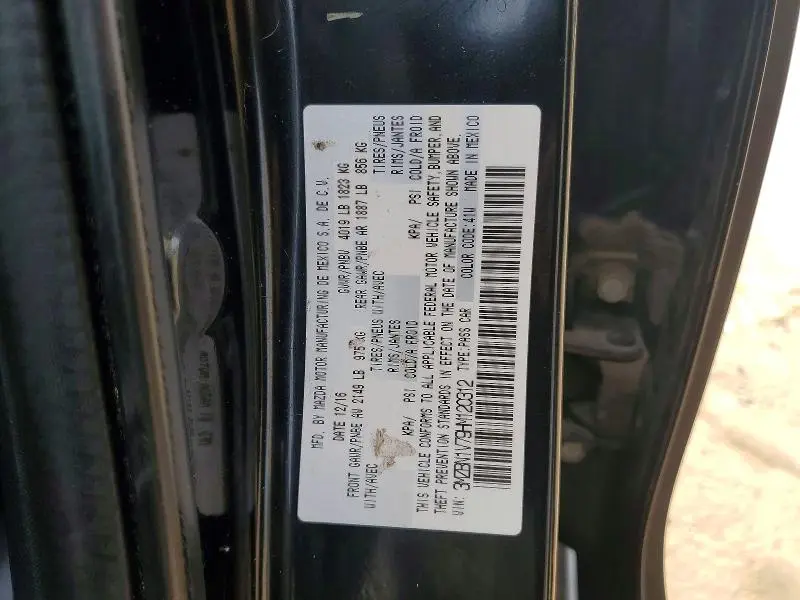 MFD. BY MAZDA MOTOR MANUFACTURING DE MEXICO S.A. DE C.V.
DATE 12/16 GVWR/PNBV 4019 LB 1823 KG
FRONT GAWR/PNBE AV 2149 LB 975 KG REAR GAWR/PNBE AR 1887 LB 856 KG
WITH/AVEC TIRES/PNEUS WITH/AVEC TIRES/PNEUS
RIMS/JANTES RIMS/JANTES
KPA/ PSI COLD/A FROID KPA/ PSI COLD/A FROID
THIS VEHICLE CONFORMS TO ALL APPLICABLE FEDERAL MOTOR VEHICLE SAFETY, BUMPER, AND
THEFT PREVENTION STANDARDS IN EFFECT ON THE DATE OF MANUFACTURE SHOWN ABOVE.
VIN: 3MZBN1V79HM120312 TYPE:PASS CAR COLOR CODE:41W MADE IN MEXICO